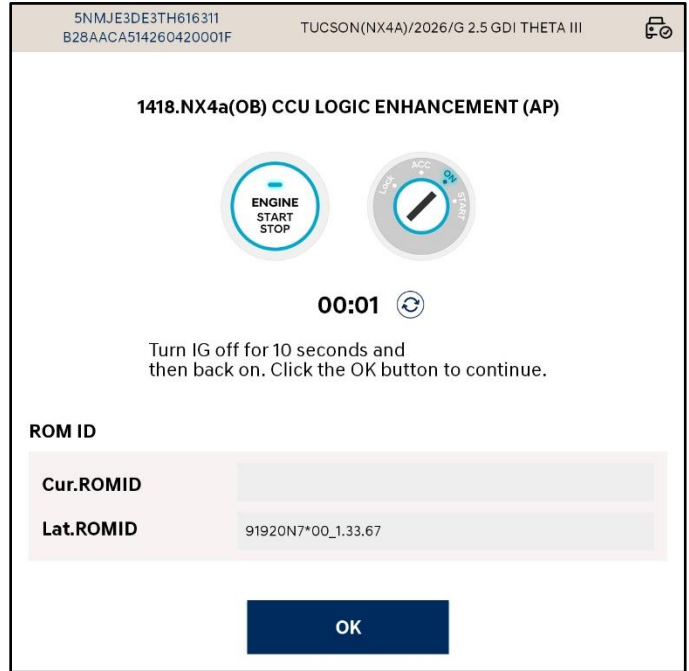 5NMJE3DE3TH616311
B28AACA514260420001F
TUCSON(NX4A)/2026/G 2.5 GDI THETA III
1418.NX4a(OB) CCU LOGIC ENHANCEMENT (AP)
ENGINE
START
STOP
Lock
ACC
ON
START
00:01
Turn IG off for 10 seconds and
then back on. Click the OK button to continue.
ROM ID
Cur.ROMID
Lat.ROMID
91920N7*00_1.33.67
OK